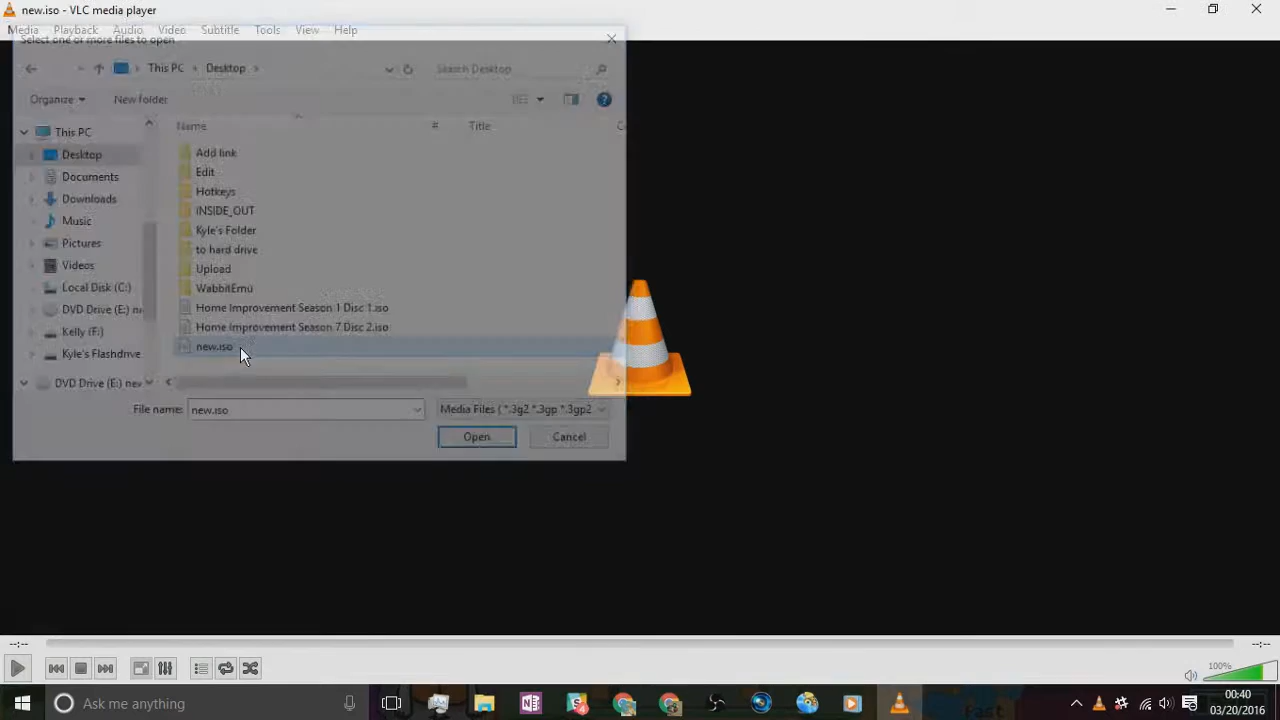 new.iso - VLC media player
Media Playback Audio Video Subtitle Tools View Help
Select one or more files to open
This PC Desktop
Search Desktop
Organize New folder
Name # Title
This PC
Desktop
Documents
Downloads
Music
Pictures
Videos
Local Disk (C:)
DVD Drive (E:) ne
Kelly (F:)
Kyle's Flashdrive
DVD Drive (E:) nev
Add link
Edit
Hotkeys
INSIDE_OUT
Kyle's Folder
to hard drive
Upload
WabbitEmu
Home Improvement Season 1 Disc 1.iso
Home Improvement Season 7 Disc 2.iso
new.iso
File name: new.iso Media Files ( *.3g2 *.3gp *.3gp2
Open Cancel
--:-- --:--
100%
Ask me anything
00:40
03/20/2016